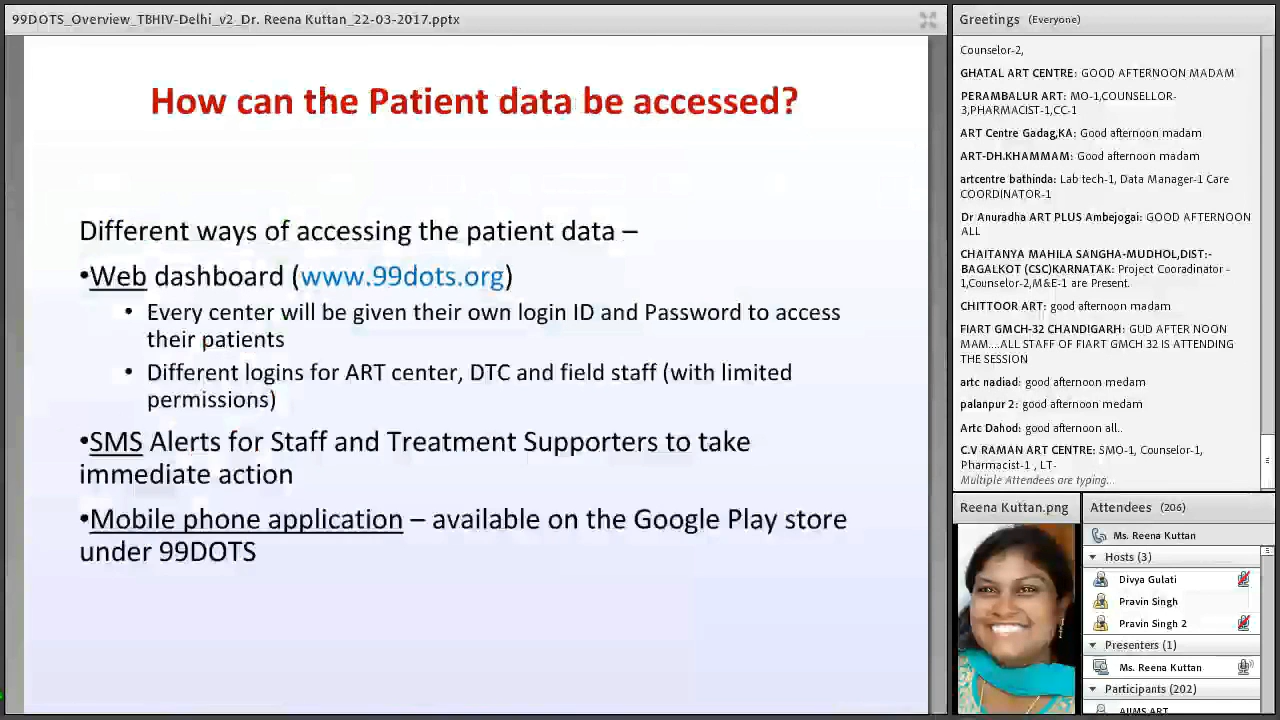 99DOTS_Overview_TBHIV-Delhi_v2_Dr. Reena Kuttan_22-03-2017.pptx
How can the Patient data be accessed?
Different ways of accessing the patient data –
•Web dashboard (www.99dots.org)
• Every center will be given their own login ID and Password to access
their patients
• Different logins for ART center, DTC and field staff (with limited
permissions)
•SMS Alerts for Staff and Treatment Supporters to take
immediate action
•Mobile phone application – available on the Google Play store
under 99DOTS
Greetings (Everyone)
Counselor-2,
GHATAL ART CENTRE: GOOD AFTERNOON MADAM
PERAMBALUR ART: MO-1,COUNSELLOR-
3,PHARMACIST-1,CC-1
ART Centre Gadag,KA: Good afternoon madam
ART-DH.KHAMMAM: Good afternoon madam
artcentre bathinda: Lab tech-1, Data Manager-1 Care
COORDINATOR-1
Dr Anuradha ART PLUS Ambejogai: GOOD AFTERNOON
ALL
CHAITANYA MAHILA SANGHA-MUDHOL,DIST:-
BAGALKOT (CSC)KARNATAK: Project Cooradinator -
1,Counselor-2,M&E-1 are Present.
CHITTOOR ART: good afternoon madam
FIART GMCH-32 CHANDIGARH: GUD AFTER NOON
MAM....ALL STAFF OF FIART GMCH 32 IS ATTENDING
THE SESSION
artc nadiad: good afternoon medam
palanpur 2: good afternoon medam
Artc Dahod: good afternoon all..
C.V RAMAN ART CENTRE: SMO-1, Counselor-1,
Pharmacist-1 , LT-
Multiple Attendees are typing...
Reena Kuttan.png
Attendees (206)
Ms. Reena Kuttan
Hosts (3)
Divya Gulati
Pravin Singh
Pravin Singh 2
Presenters (1)
Ms. Reena Kuttan
Participants (202)
AIIMS ART